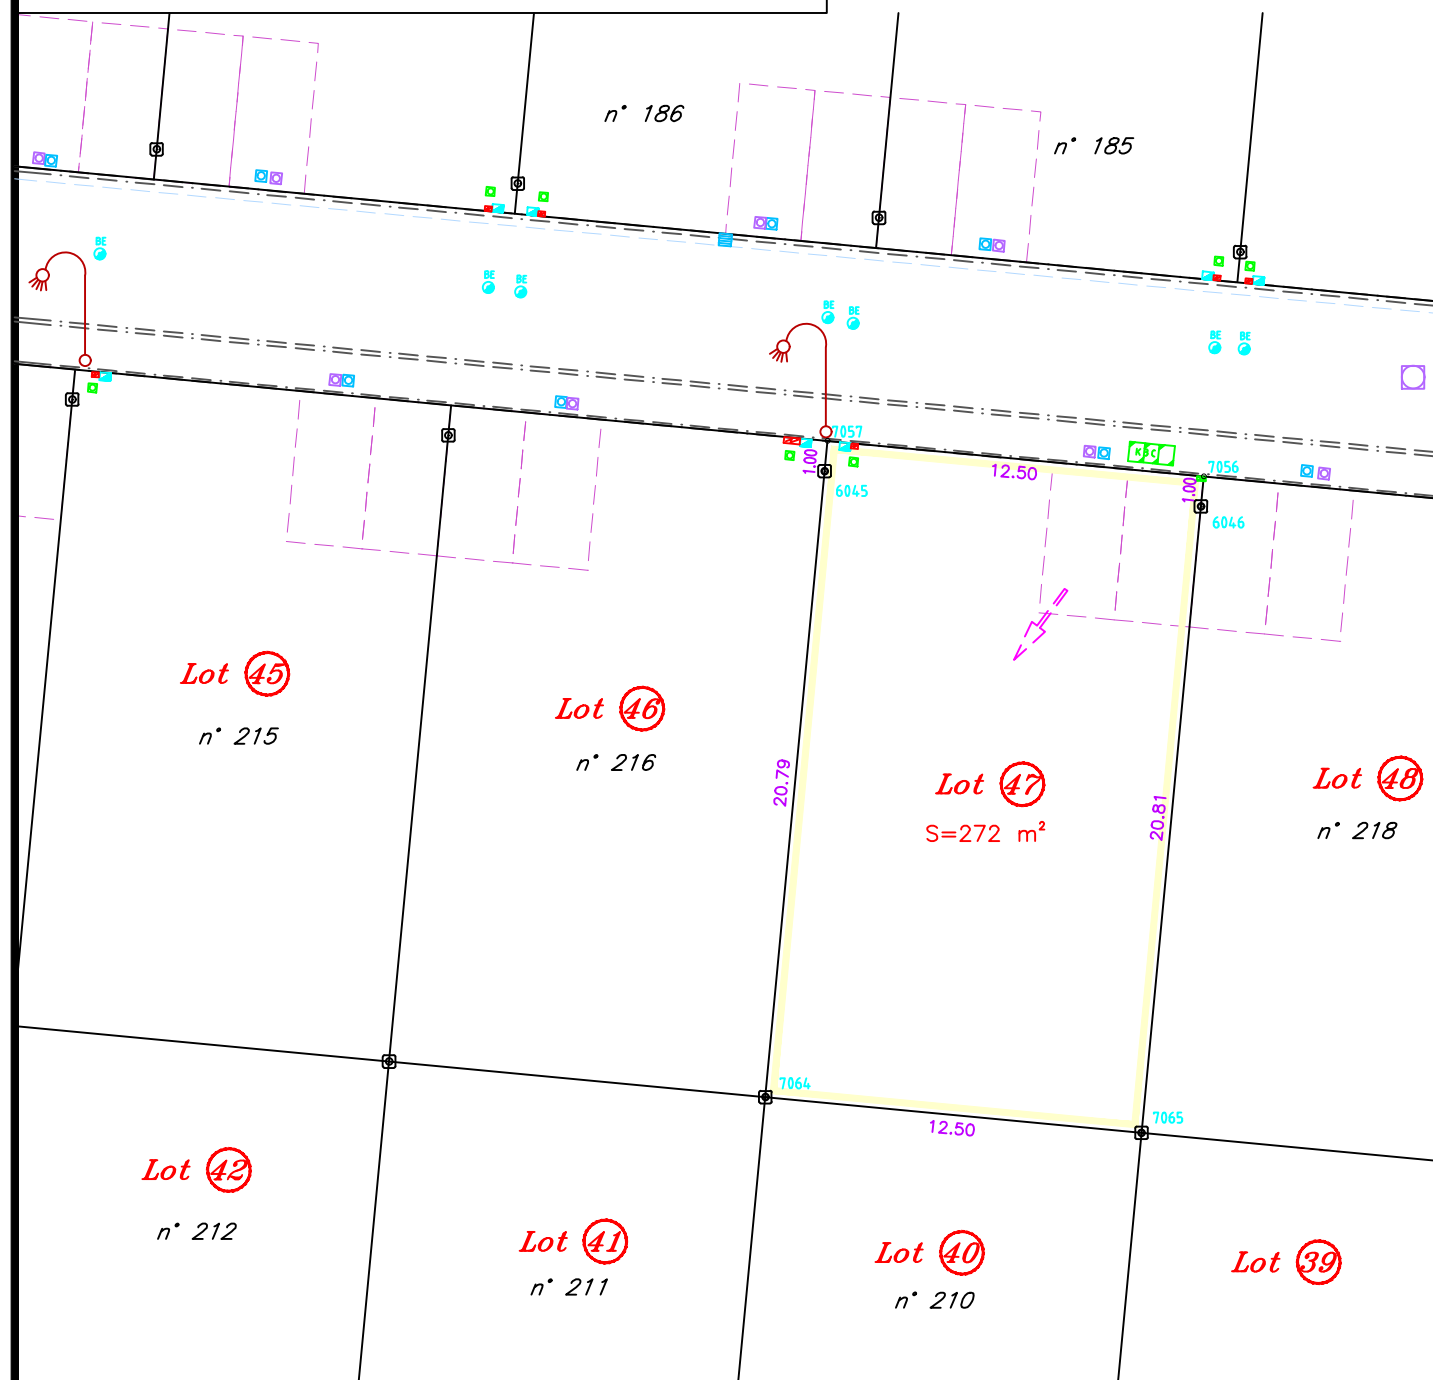 n° 186
n° 185
BE
BE BE
BE BE
BE BE
7057
1.00
6045
12.50
KBC
7056
1.00
6046
Lot 45
n° 215
Lot 46
n° 216
20.79
Lot 47
S=272 m²
20.81
Lot 48
n° 218
7064
12.50
7065
Lot 42
n° 212
Lot 41
n° 211
Lot 40
n° 210
Lot 39